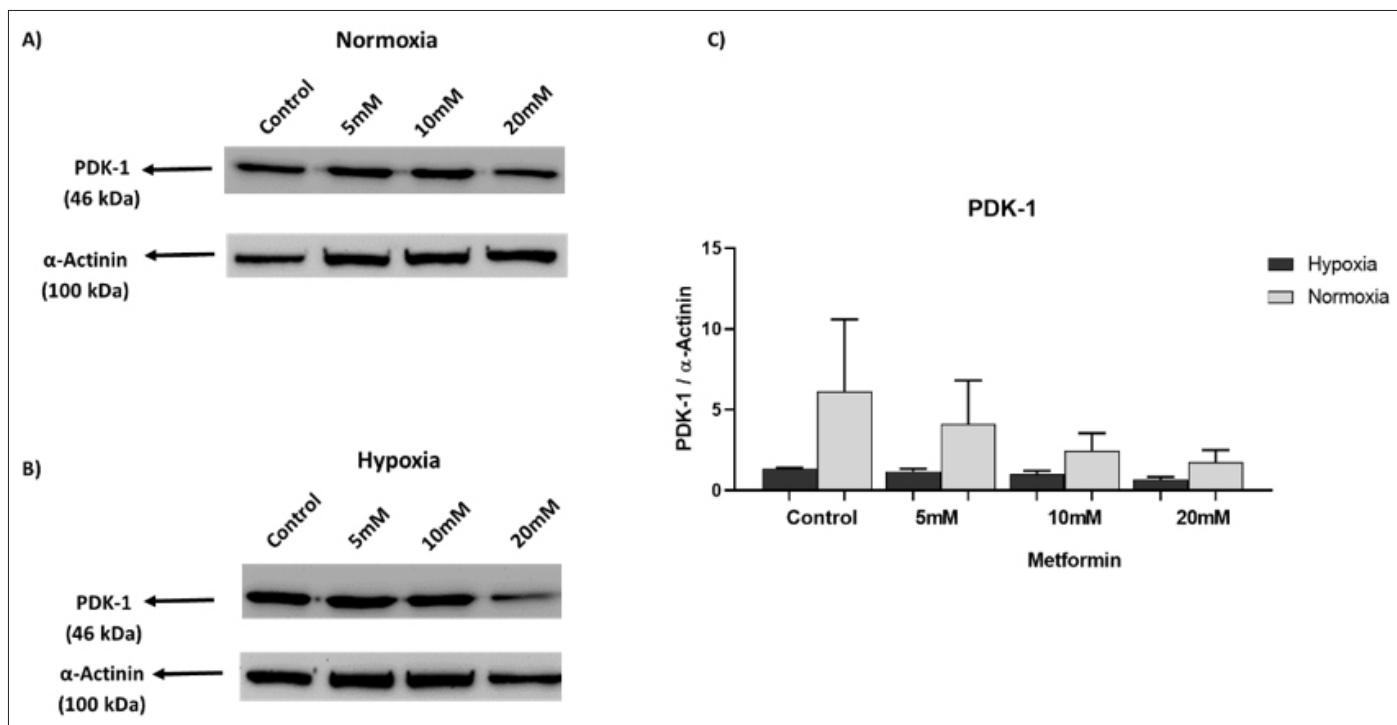 A)
Normoxia
Control
5mM
10mM
20mM
PDK-1
(46 kDa)
α-Actinin
(100 kDa)
B)
Hypoxia
Control
5mM
10mM
20mM
PDK-1
(46 kDa)
α-Actinin
(100 kDa)
C)
PDK-1
PDK-1 / α-Actinin
15
10
5
0
Control
5mM
10mM
20mM
Metformin
Hypoxia
Normoxia